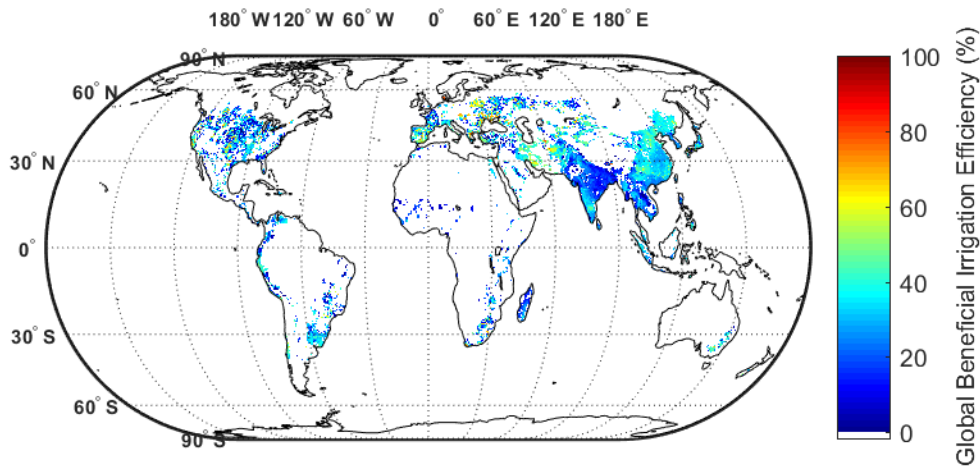 180° W 120° W 60° W 0° 60° E 120° E 180° E
90° N
60° N
30° N
0°
30° S
60° S
90° S
100
80
60
40
20
0
Global Beneficial Irrigation Efficiency (%)